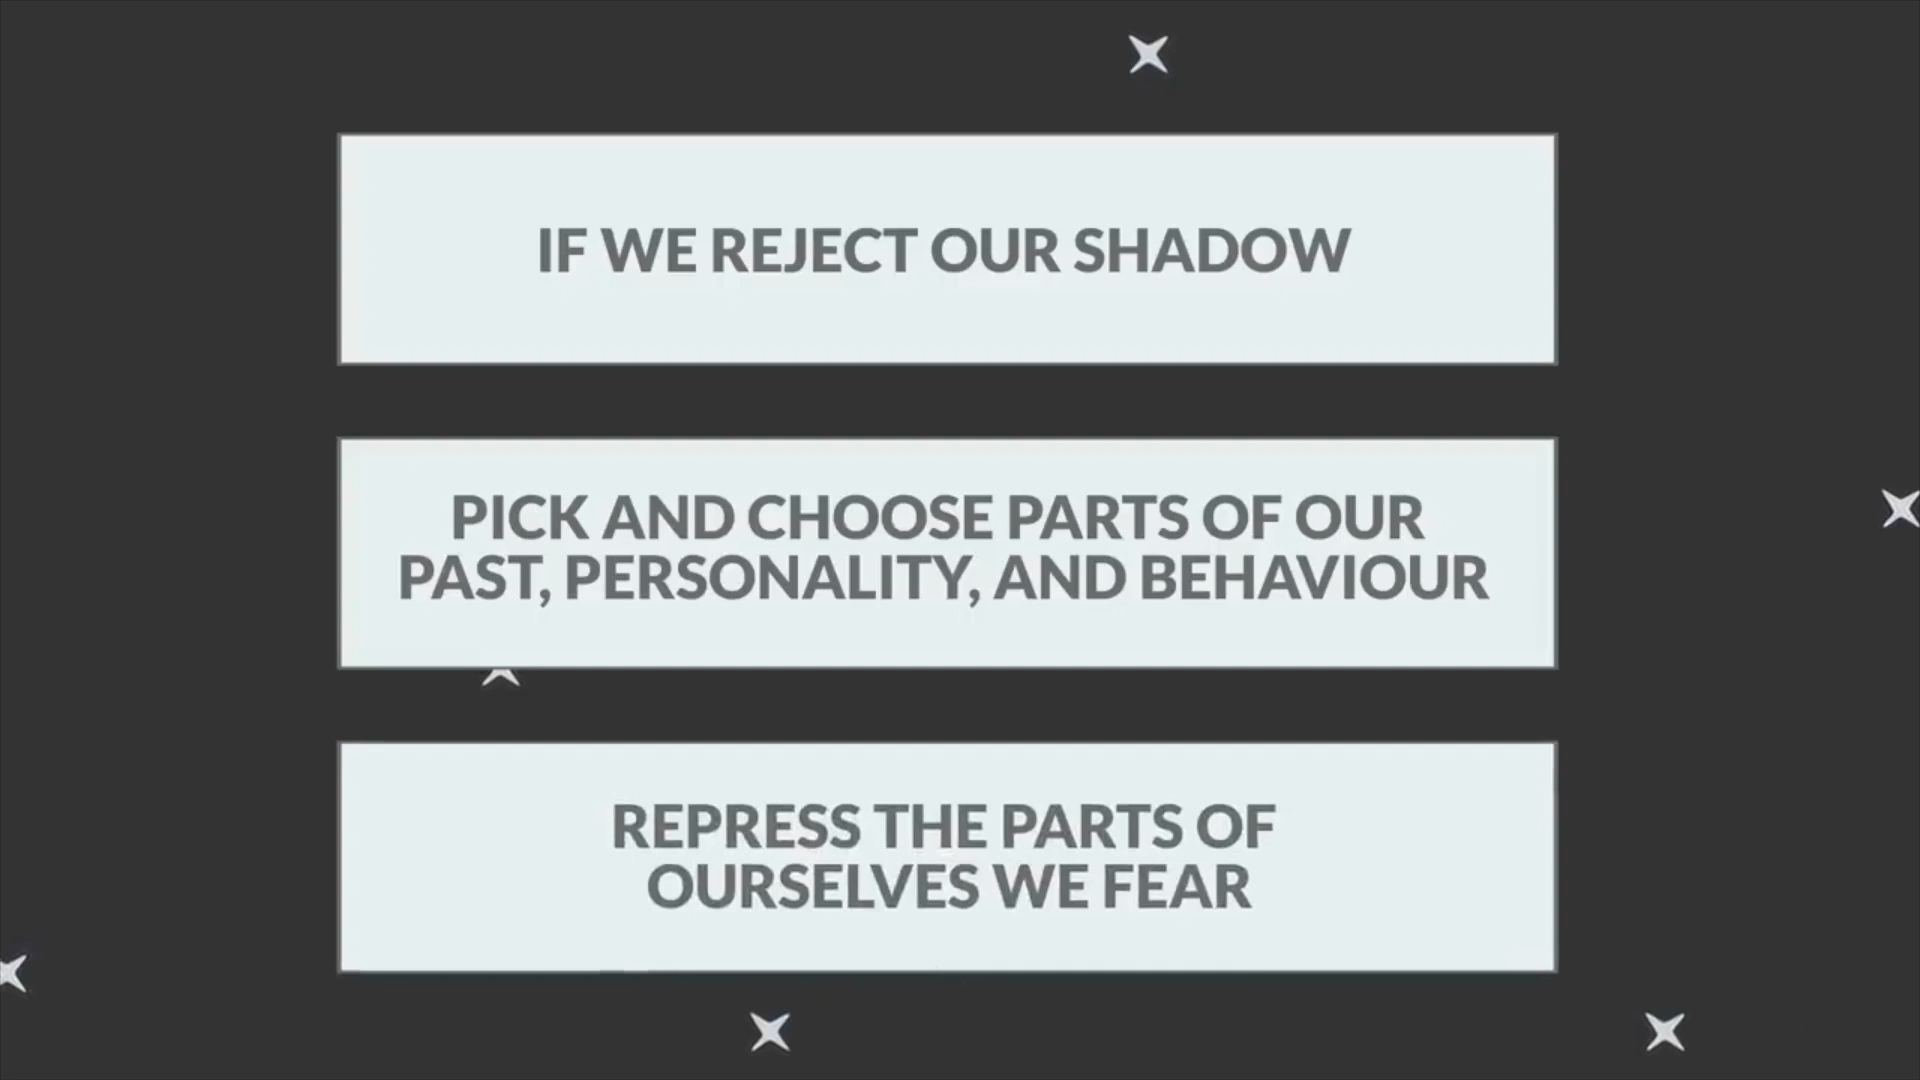 IF WE REJECT OUR SHADOW
PICK AND CHOOSE PARTS OF OUR
PAST, PERSONALITY, AND BEHAVIOUR
REPRESS THE PARTS OF
OURSELVES WE FEAR